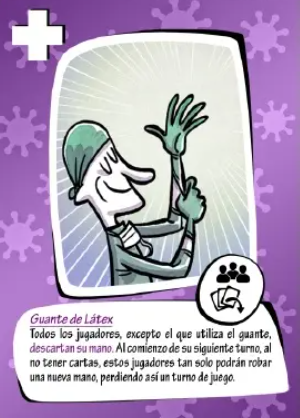 Guante de Látex
Todos los jugadores, excepto el que utiliza el guante,
descartan su mano. Al comienzo de su siguiente turno, al
no tener cartas, estos jugadores tan solo podrán robar
una nueva mano, perdiendo así un turno de juego.